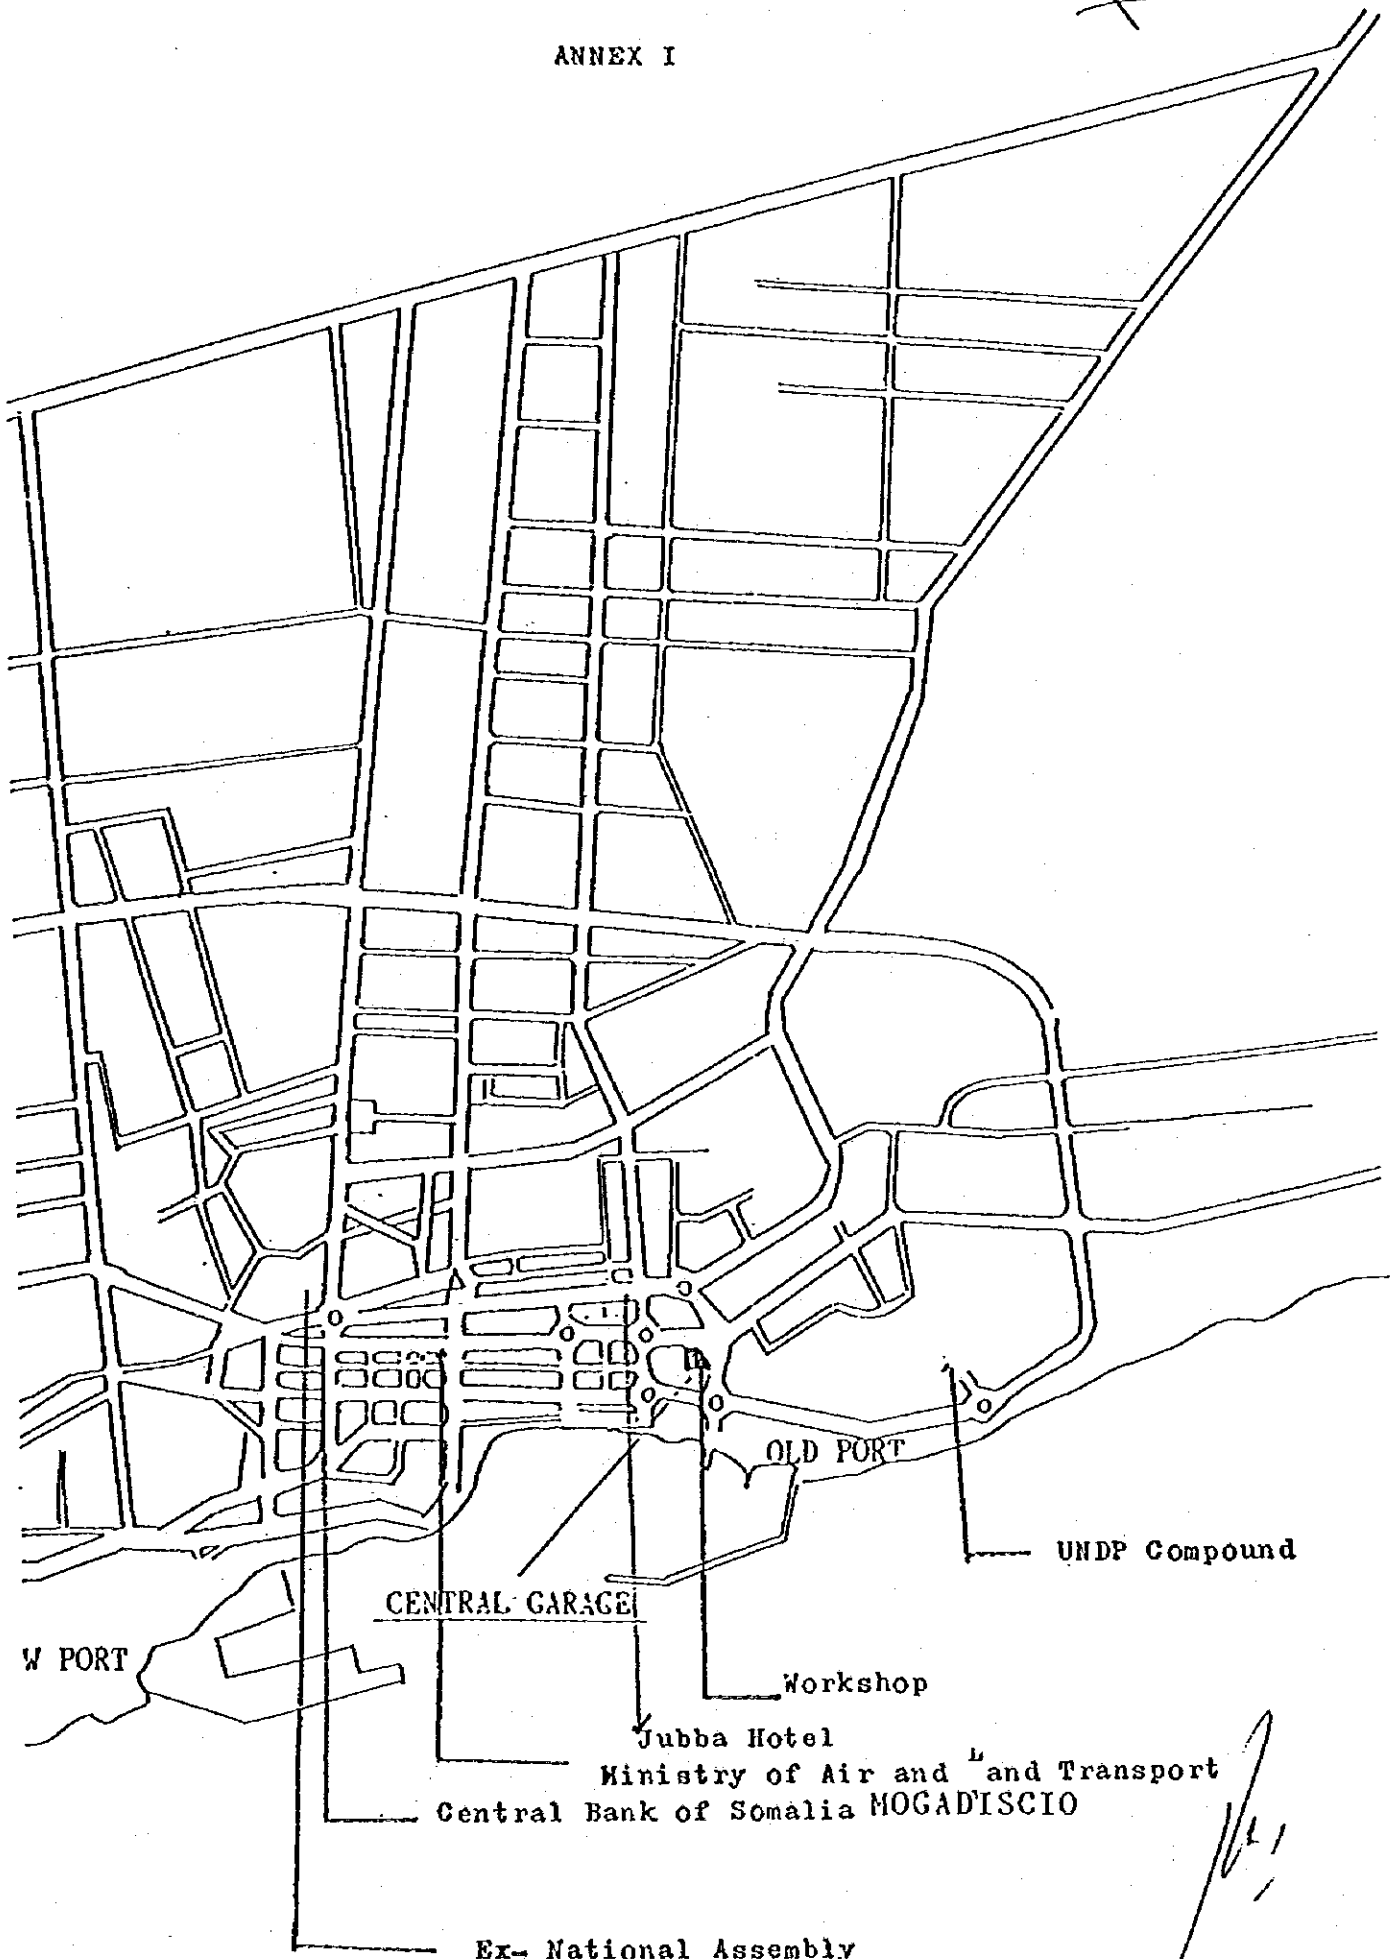 ANNEX I
OLD PORT
UNDP Compound
CENTRAL GARAGE
W PORT
Workshop
Jubba Hotel
Ministry of Air and Land Transport
Central Bank of Somalia MOGADISCIO
Ex- National Assembly